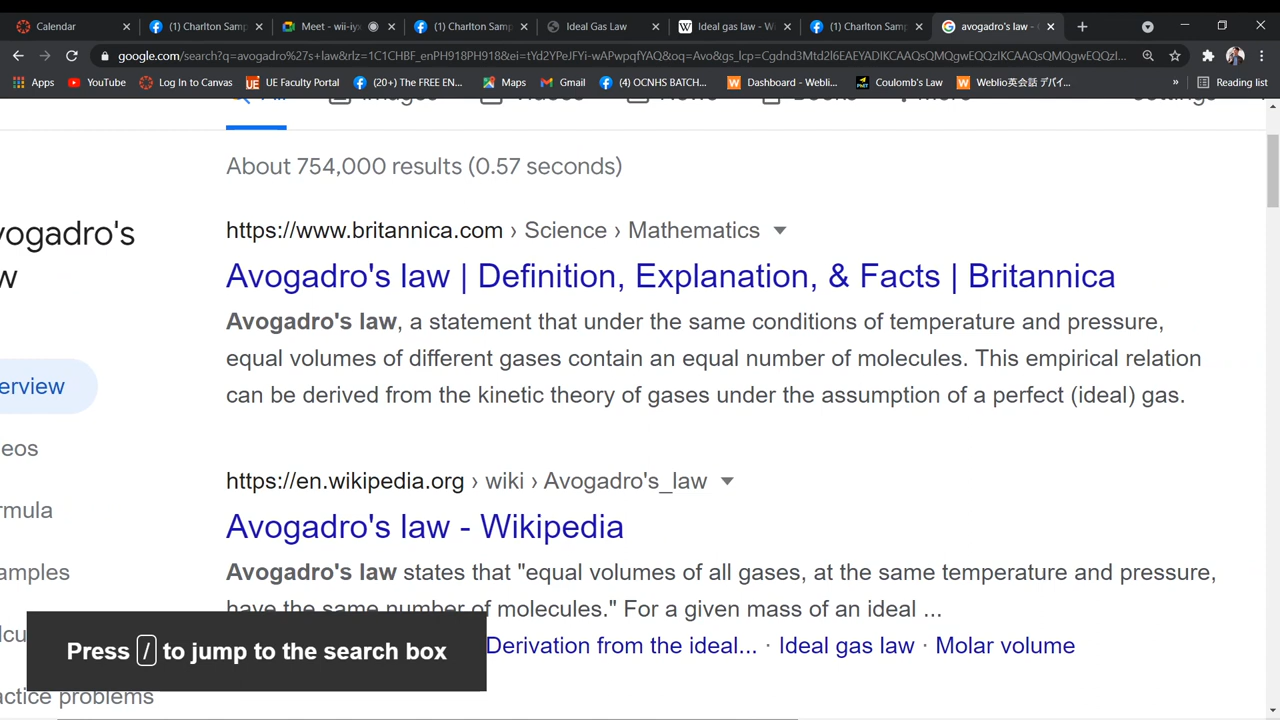 Calendar
(1) Charlton Samp
Meet - wii-iyx
(1) Charlton Samp
Ideal Gas Law
Ideal gas law - W
(1) Charlton Samp
avogadro's law -
Apps
YouTube
Log In to Canvas
UE Faculty Portal
(20+) The FREE EN...
Maps
Gmail
(4) OCNHS BATCH...
Dashboard - Webli...
Coulomb's Law
Weblio英会話 デバイ...
»
Reading list
About 754,000 results (0.57 seconds)
vogadro's
w
https://www.britannica.com › Science › Mathematics
Avogadro's law | Definition, Explanation, & Facts | Britannica
Avogadro's law, a statement that under the same conditions of temperature and pressure,
equal volumes of different gases contain an equal number of molecules. This empirical relation
can be derived from the kinetic theory of gases under the assumption of a perfect (ideal) gas.
erview
eos
rmula
amples
lcu
actice problems
https://en.wikipedia.org › wiki › Avogadro's_law
Avogadro's law - Wikipedia
Avogadro's law states that "equal volumes of all gases, at the same temperature and pressure,
have the same number of molecules." For a given mass of an ideal ...
Derivation from the ideal... · Ideal gas law · Molar volume
Press / to jump to the search box